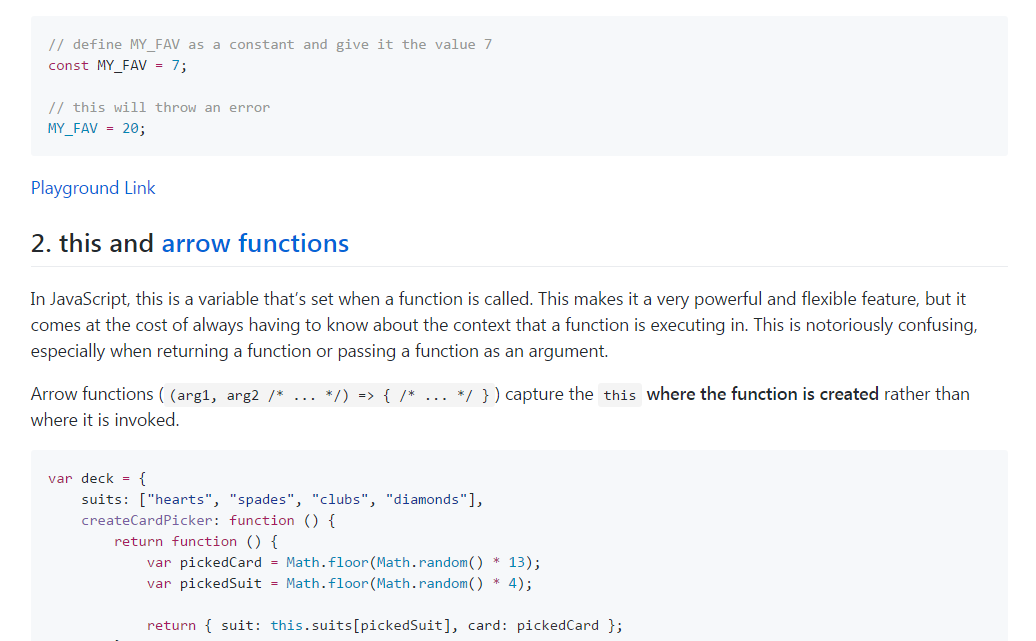 // define MY_FAV as a constant and give it the value 7
const MY_FAV = 7;
// this will throw an error
MY_FAV = 20;
Playground Link
2. this and arrow functions
In JavaScript, this is a variable that's set when a function is called. This makes it a very powerful and flexible feature, but it
comes at the cost of always having to know about the context that a function is executing in. This is notoriously confusing,
especially when returning a function or passing a function as an argument.
Arrow functions ( (arg1, arg2 /* ... */) => { /* ... */ } ) capture the this where the function is created rather than
where it is invoked.
var deck = {
    suits: ["hearts", "spades", "clubs", "diamonds"],
    createCardPicker: function () {
        return function () {
            var pickedCard = Math.floor(Math.random() * 13);
            var pickedSuit = Math.floor(Math.random() * 4);
            return { suit: this.suits[pickedSuit], card: pickedCard };